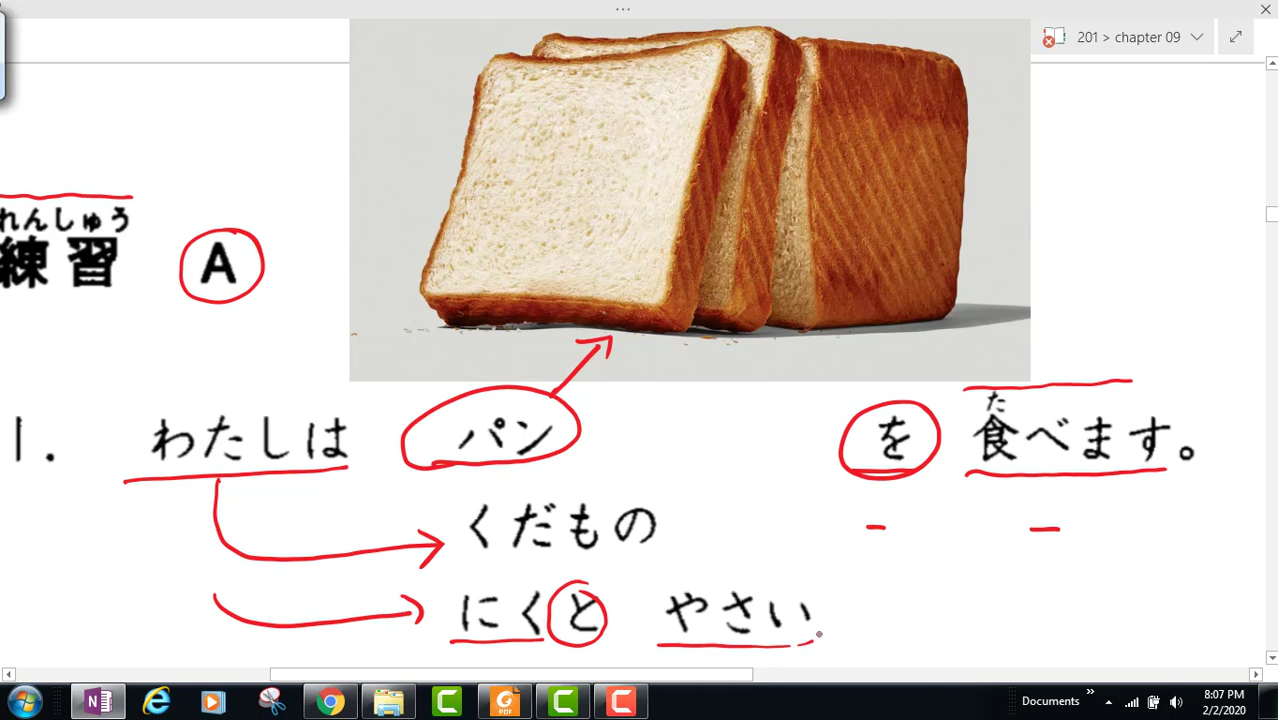 201 > chapter 09
れんしゅう
練習 A
た
1. わたしは パン を食べます。
くだもの
にくと やさい
PDF
Documents
8:07 PM
2/2/2020